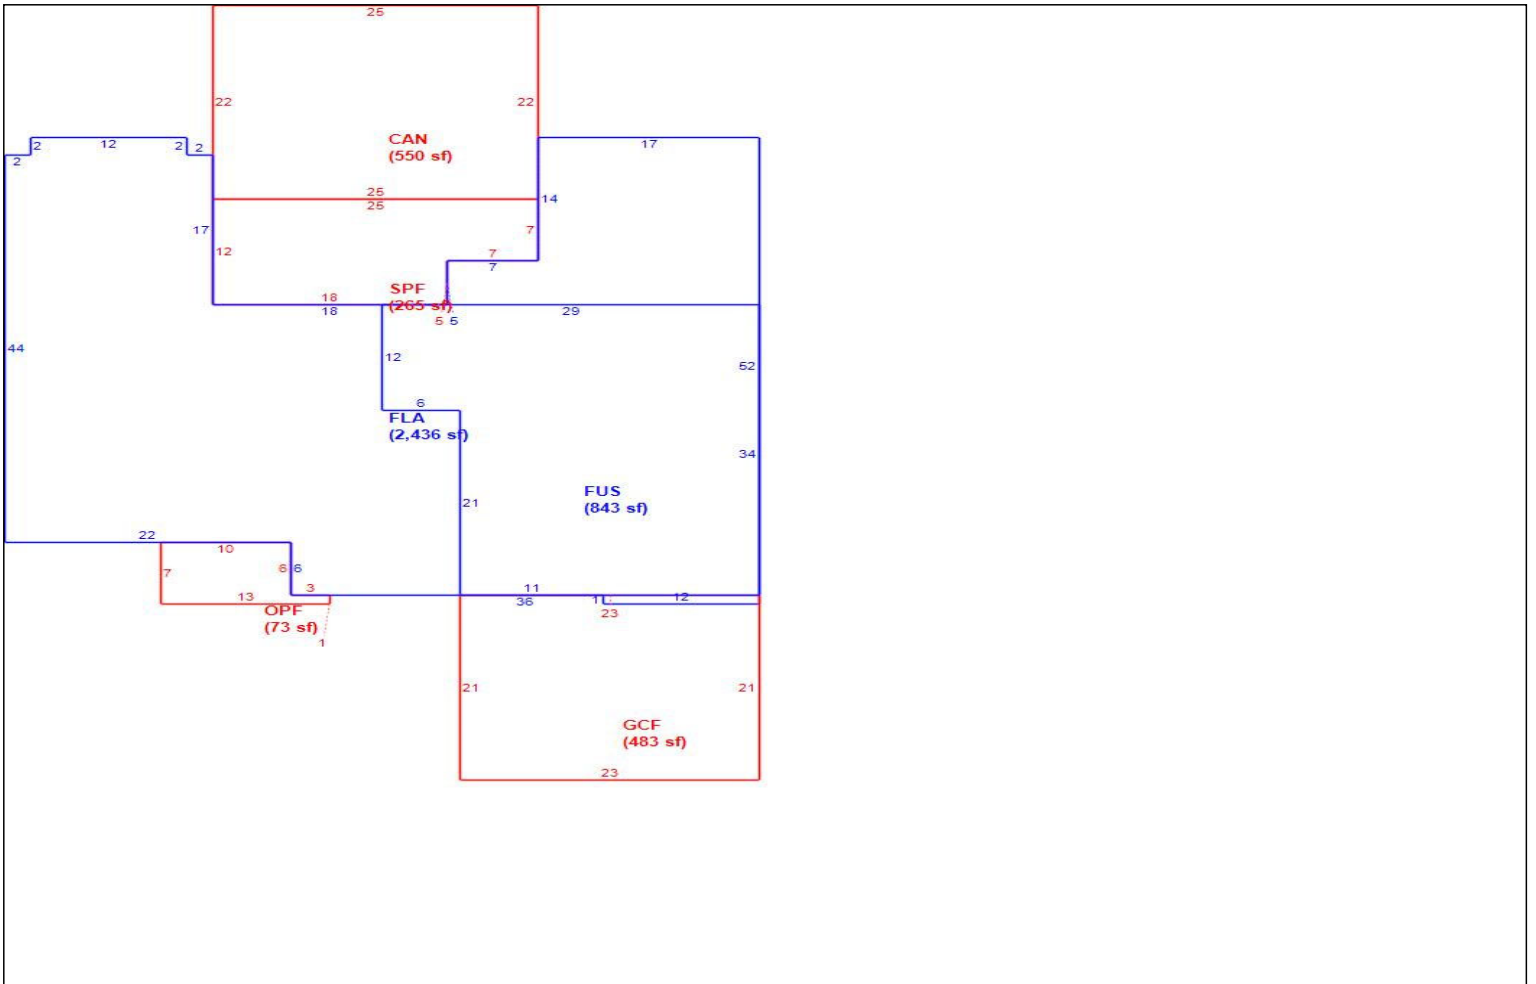 25
22 22
CAN
(550 sf)
2 12 2 2 17
2
25
25
14
17 12 7
7
7
SPF
(265 sf)
18
18 29
5 5
44 12 52
6
FLA
(2,436 sf)
34
FUS
(843 sf)
21
22
10
7 6 6
3 11
13 36 1 12
OPF
(73 sf)
23
1
21 21
GCF
(483 sf)
23